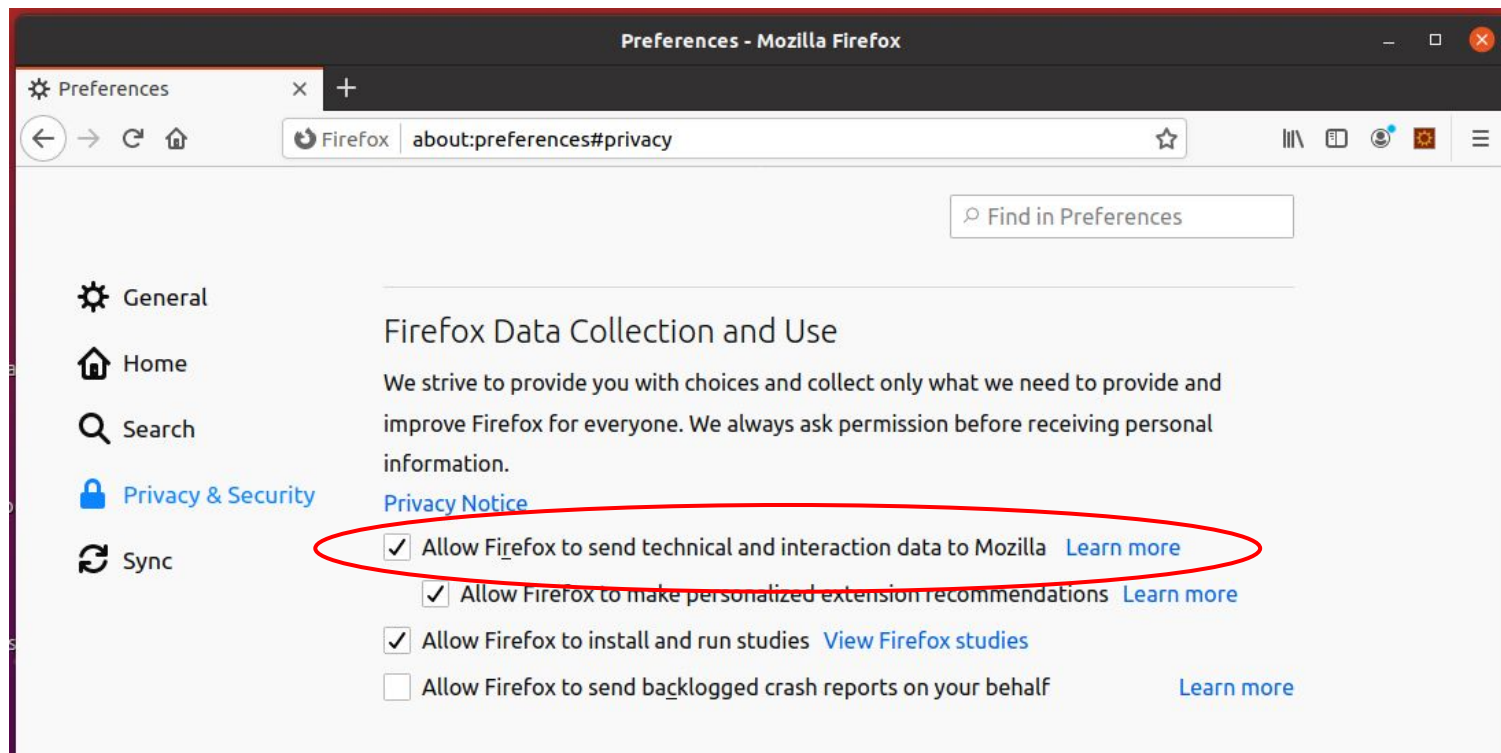 Preferences - Mozilla Firefox
Preferences
Firefox about:preferences#privacy
Find in Preferences
General
Home
Search
Privacy & Security
Sync
Firefox Data Collection and Use
We strive to provide you with choices and collect only what we need to provide and
improve Firefox for everyone. We always ask permission before receiving personal
information.
Privacy Notice
Allow Firefox to send technical and interaction data to Mozilla Learn more
Allow Firefox to make personalized extension recommendations Learn more
Allow Firefox to install and run studies View Firefox studies
Allow Firefox to send backlogged crash reports on your behalf Learn more